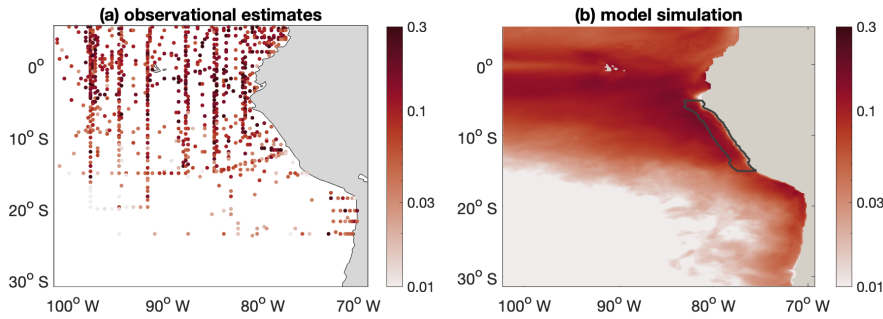 (a) observational estimates
0.3
0°
0.1
10° S
0.03
20° S
30° S
0.01
100° W 90° W 80° W 70° W
(b) model simulation
0.3
0°
0.1
10° S
0.03
20° S
30° S
0.01
100° W 90° W 80° W 70° W